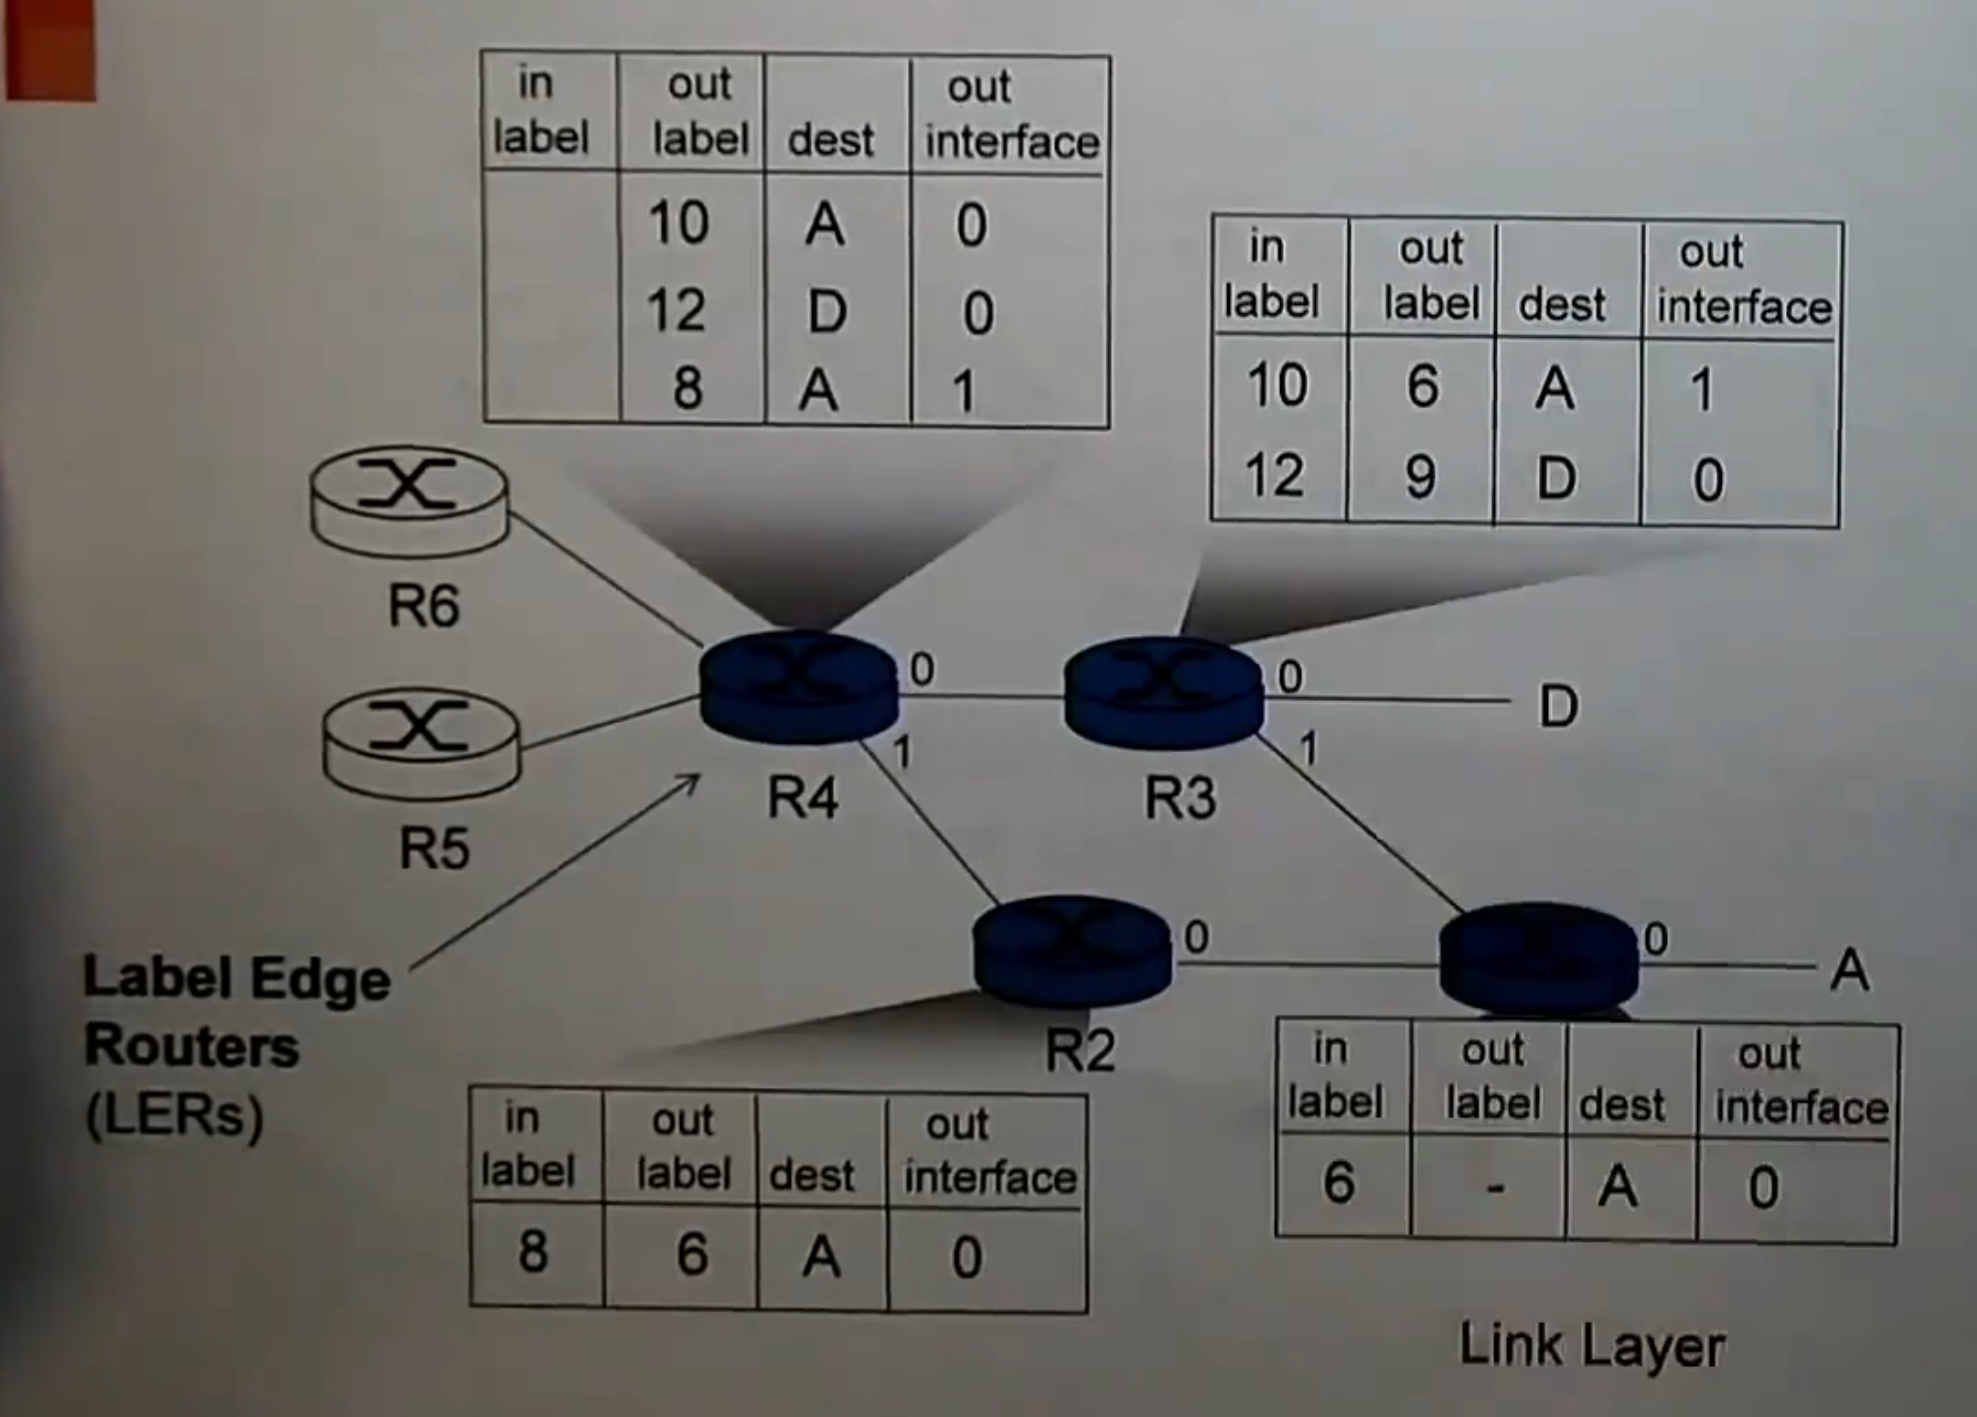 in out out
label label dest interface
10 A 0
12 D 0
8 A 1
in out out
label label dest interface
10 6 A 1
12 9 D 0
R6
0
0
D
1
1
R4
R3
R5
0
0
A
Label Edge
Routers
(LERs)
R2
in out out
label label dest interface
6 - A 0
in out out
label label dest interface
8 6 A 0
Link Layer